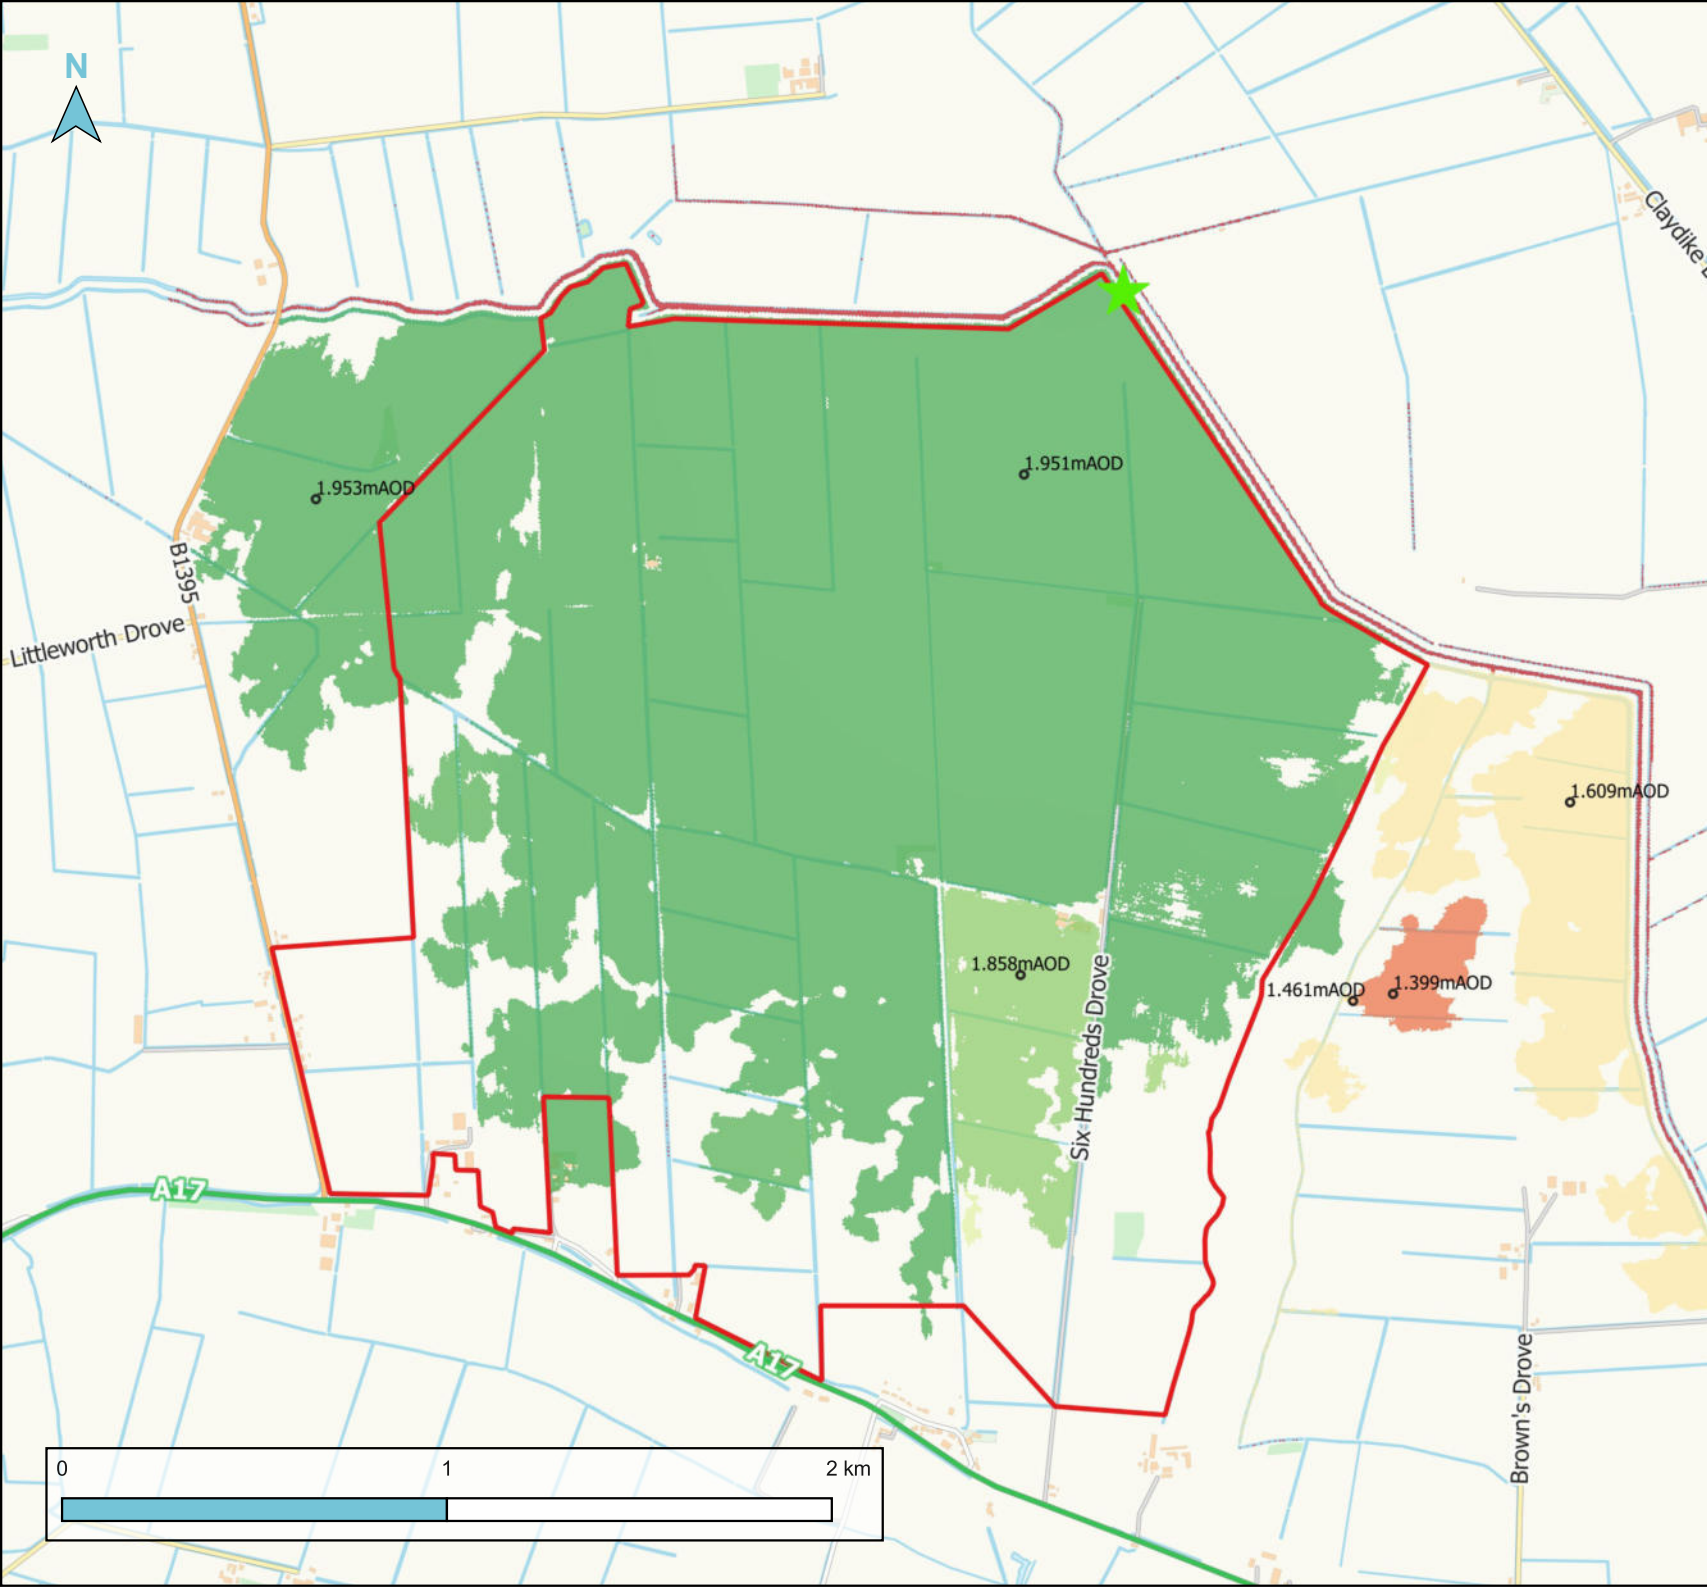 N
Claydike
1.951mAOD
1.953mAOD
B1395
Littleworth Drove
1.609mAOD
1.858mAOD
1.461mAOD
1.399mAOD
Six Hundreds Drove
A17
A17
Brown's Drove
0 1 2 km